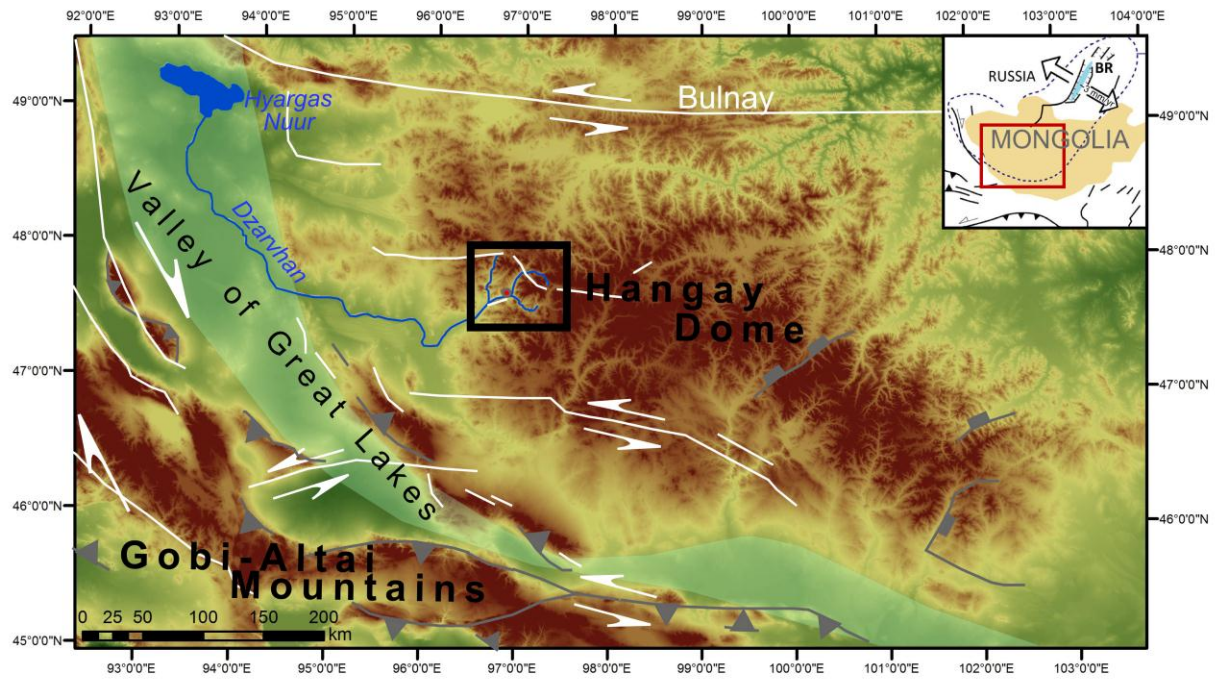 92°0'0"E 93°0'0"E 94°0'0"E 95°0'0"E 96°0'0"E 97°0'0"E 98°0'0"E 99°0'0"E 100°0'0"E 101°0'0"E 102°0'0"E 103°0'0"E 104°0'0"E
49°0'0"N
48°0'0"N
47°0'0"N
46°0'0"N
45°0'0"N
Hyargas
Nuur
Dzarvhan
Bulnay
Valley of Great Lakes
Hangay
Dome
Gobi-Altai
Mountains
0 25 50 100 150 200
km
RUSSIA
BR
3 mm/yr
MONGOLIA
49°0'0"N
48°0'0"N
47°0'0"N
46°0'0"N
45°0'0"N
93°0'0"E 94°0'0"E 95°0'0"E 96°0'0"E 97°0'0"E 98°0'0"E 99°0'0"E 100°0'0"E 101°0'0"E 102°0'0"E 103°0'0"E